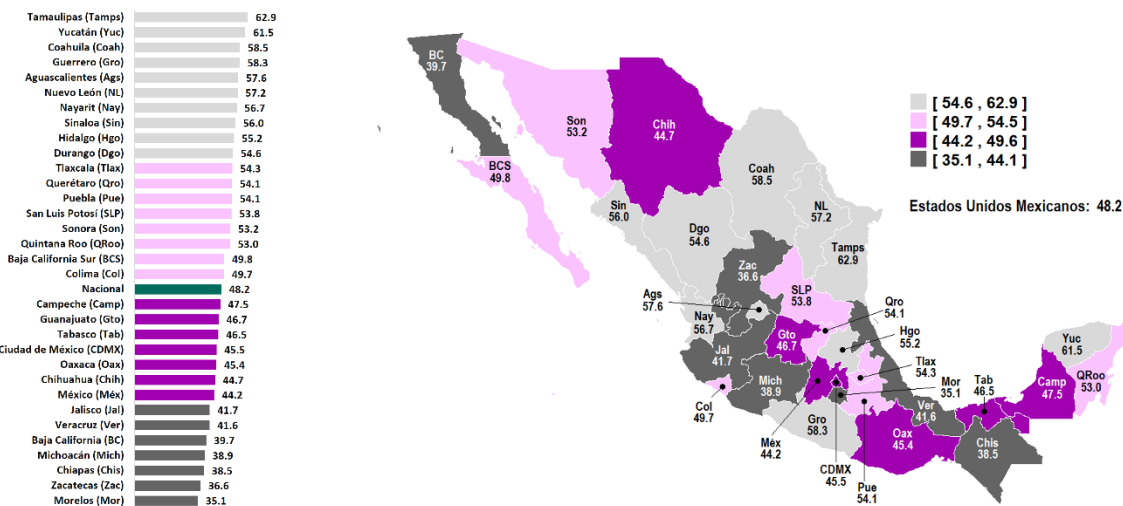 Tamaulipas (Tamps) 62.9
Yucatán (Yuc) 61.5
Coahuila (Coah) 58.5
Guerrero (Gro) 58.3
Aguascalientes (Ags) 57.6
Nuevo León (NL) 57.2
Nayarit (Nay) 56.7
Sinaloa (Sin) 56.0
Hidalgo (Hgo) 55.2
Durango (Dgo) 54.6
Tlaxcala (Tlax) 54.3
Querétaro (Qro) 54.1
Puebla (Pue) 54.1
San Luis Potosí (SLP) 53.8
Sonora (Son) 53.2
Quintana Roo (QRoo) 53.0
Baja California Sur (BCS) 49.8
Colima (Col) 49.7
Nacional 48.2
Campeche (Camp) 47.5
Guanajuato (Gto) 46.7
Tabasco (Tab) 46.5
Ciudad de México (CDMX) 45.5
Oaxaca (Oax) 45.4
Chihuahua (Chih) 44.7
México (Méx) 44.2
Jalisco (Jal) 41.7
Veracruz (Ver) 41.6
Baja California (BC) 39.7
Michoacán (Mich) 38.9
Chiapas (Chis) 38.5
Zacatecas (Zac) 36.6
Morelos (Mor) 35.1
BC
39.7
Son
53.2
Chih
44.7
BCS
49.8
Coah
58.5
Sin
56.0
NL
57.2
Dgo
54.6
Tamps
62.9
Zac
36.6
SLP
53.8
Ags
57.6
Nay
56.7
Qro
54.1
Hgo
55.2
Gto
46.7
Jal
41.7
Tlax
54.3
Mich
38.9
Mor
35.1
Col
49.7
Gro
58.3
Méx
44.2
CDMX
45.5
Pue
54.1
Oax
45.4
Ver
41.6
Tab
46.5
Chis
38.5
Camp
47.5
Yuc
61.5
QRoo
53.0
[ 54.6 , 62.9 ]
[ 49.7 , 54.5 ]
[ 44.2 , 49.6 ]
[ 35.1 , 44.1 ]
Estados Unidos Mexicanos: 48.2